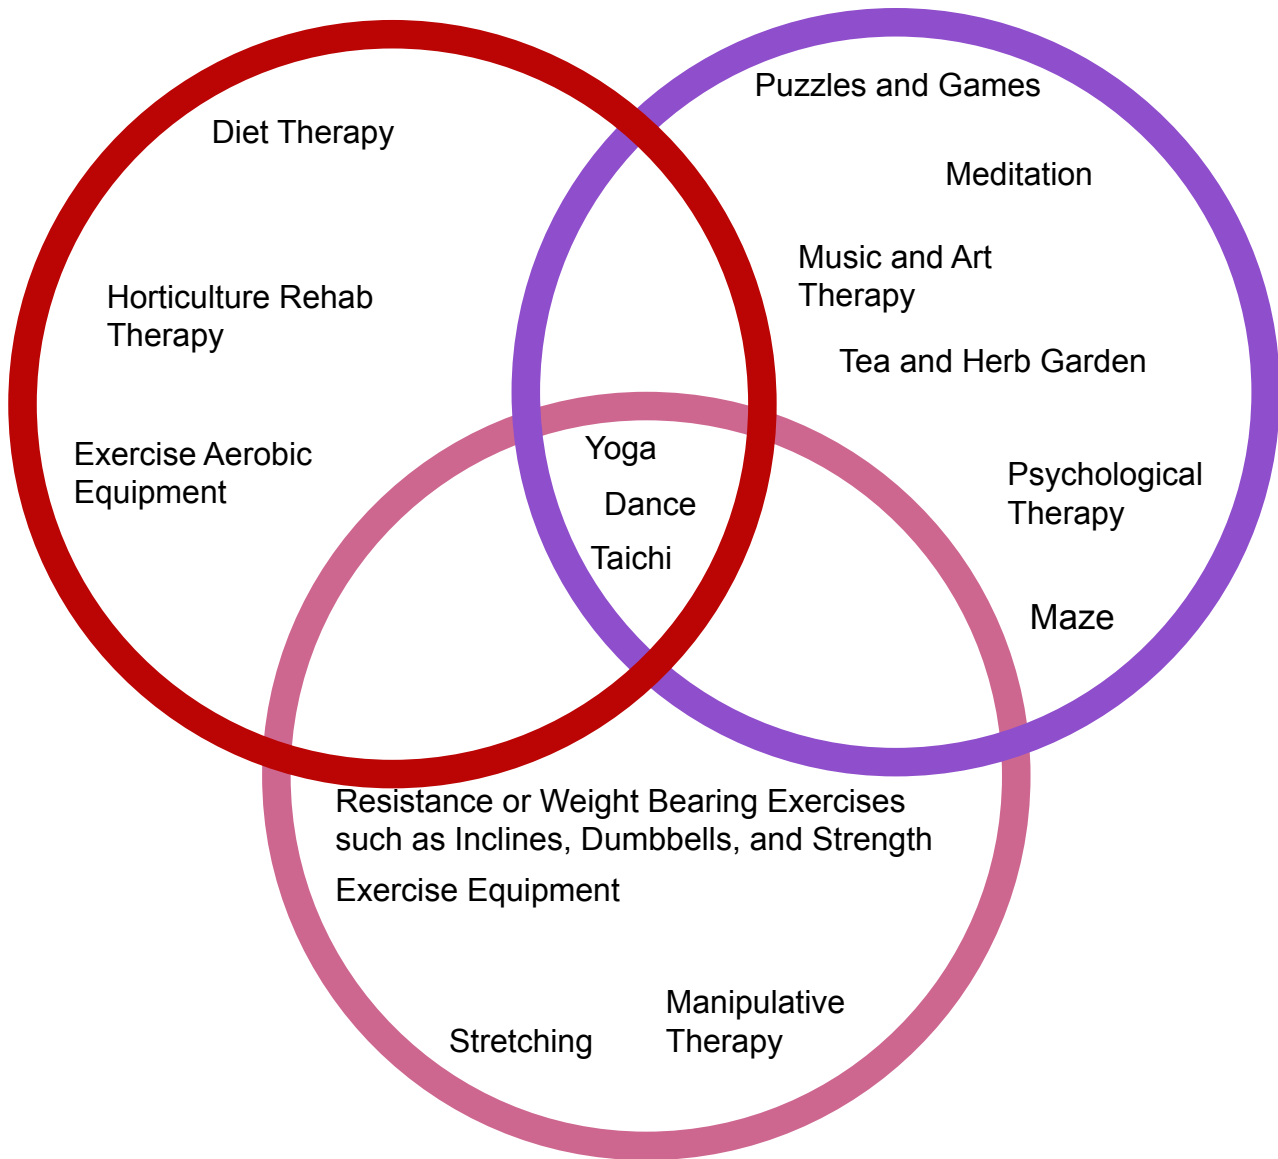 Diet Therapy
Horticulture Rehab
Therapy
Exercise Aerobic
Equipment
Puzzles and Games
Meditation
Music and Art
Therapy
Tea and Herb Garden
Psychological
Therapy
Maze
Yoga
Dance
Taichi
Resistance or Weight Bearing Exercises
such as Inclines, Dumbbells, and Strength
Exercise Equipment
Stretching
Manipulative
Therapy